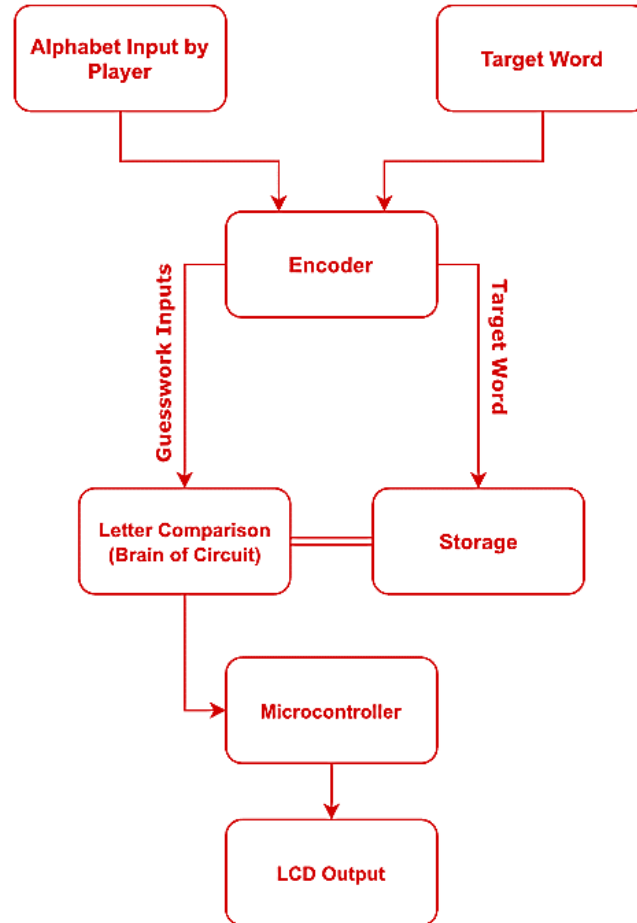 Alphabet Input by
Player
Target Word
Encoder
Guesswork Inputs
Target Word
Letter Comparison
(Brain of Circuit)
Storage
Microcontroller
LCD Output